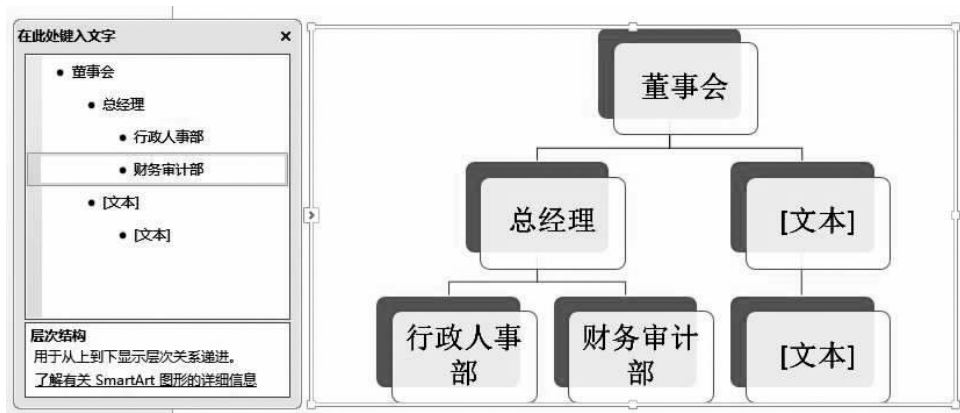 在此处键入文字
董事会
总经理
行政人事部
财务审计部
[文本]
[文本]
层次结构
用于从上到下显示层次关系递进。
了解有关 SmartArt 图形的详细信息
董事会
总经理
[文本]
行政人事
部
财务审计
部
[文本]